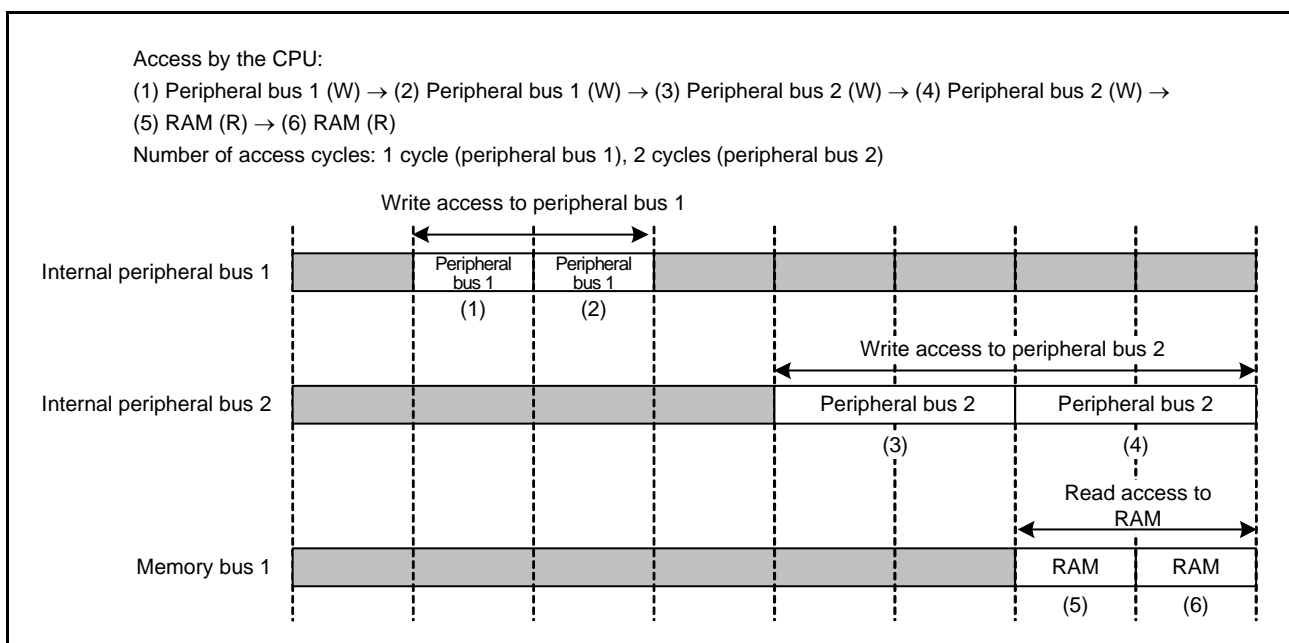 Access by the CPU:
(1) Peripheral bus 1 (W) → (2) Peripheral bus 1 (W) → (3) Peripheral bus 2 (W) → (4) Peripheral bus 2 (W) →
(5) RAM (R) → (6) RAM (R)
Number of access cycles: 1 cycle (peripheral bus 1), 2 cycles (peripheral bus 2)
Write access to peripheral bus 1
Internal peripheral bus 1
Peripheral
bus 1
Peripheral
bus 1
(1)
(2)
Write access to peripheral bus 2
Internal peripheral bus 2
Peripheral bus 2
Peripheral bus 2
(3)
(4)
Read access to
RAM
Memory bus 1
RAM
RAM
(5)
(6)